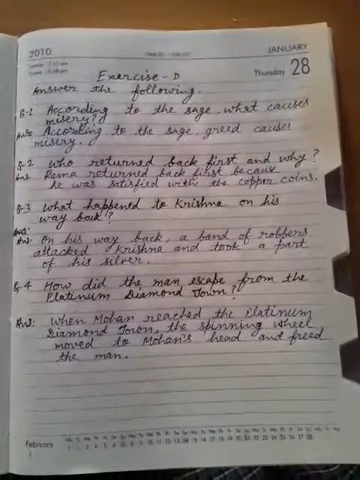 2010
JANUARY
Thursday 28
Exercise - D
Answer the following.
Q-1 According to the sage, what causes
misery?
Ans: According to the sage, greed causes
misery.
Q-2 Who returned back first and why?
Ans: Rama returned back first because
he was satisfied with the copper coins.
Q-3 What happened to Krishna on his
way back?
Ans: On his way back, a band of robbers
attacked Krishna and took a part
of his silver.
Q-4 How did the man escape from the
Platinum Diamond Town?
Ans: When Mohan reached the Platinum
Diamond Town, the spinning wheel
moved to Mohan's head and freed
the man.
February